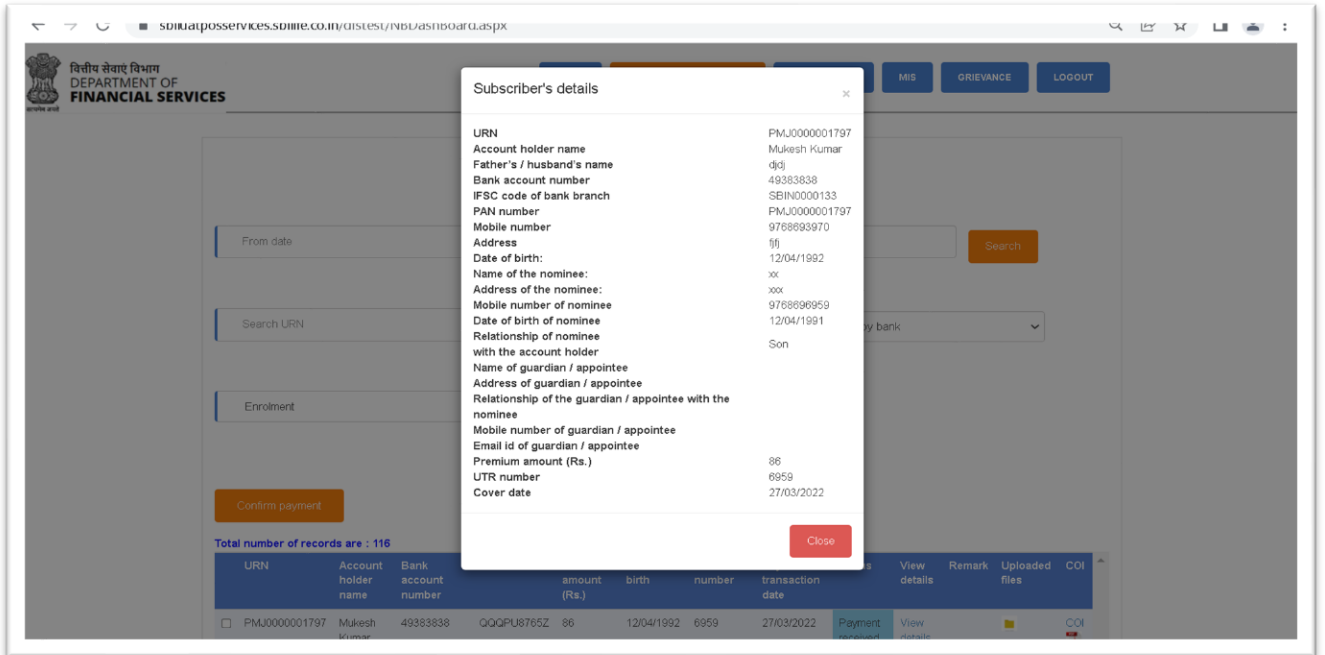 sbiluatposservices.sbilife.co.in/distest/NBDashBoard.aspx
वित्तीय सेवाएं विभाग
DEPARTMENT OF
FINANCIAL SERVICES
MIS GRIEVANCE LOGOUT
Subscriber's details ×
URN PMJ0000001797
Account holder name Mukesh Kumar
Father's / husband's name djdj
Bank account number 49383838
IFSC code of bank branch SBIN0000133
PAN number PMJ0000001797
Mobile number 9768693970
Address fjfj
Date of birth: 12/04/1992
Name of the nominee: xx
Address of the nominee: xxx
Mobile number of nominee 9768696959
Date of birth of nominee 12/04/1991
Relationship of nominee
with the account holder Son
Name of guardian / appointee
Address of guardian / appointee
Relationship of the guardian / appointee with the
nominee
Mobile number of guardian / appointee
Email id of guardian / appointee
Premium amount (Rs.) 86
UTR number 6959
Cover date 27/03/2022
Close
From date Search
Search URN by bank
Enrolment
Confirm payment
Total number of records are : 116
URN Account Bank View Remark Uploaded COI
holder account amount birth number transaction details files
name number (Rs.) date
PMJ0000001797 Mukesh 49383838 QQQPU8765Z 86 12/04/1992 6959 27/03/2022 Payment View COI
Kumar received details